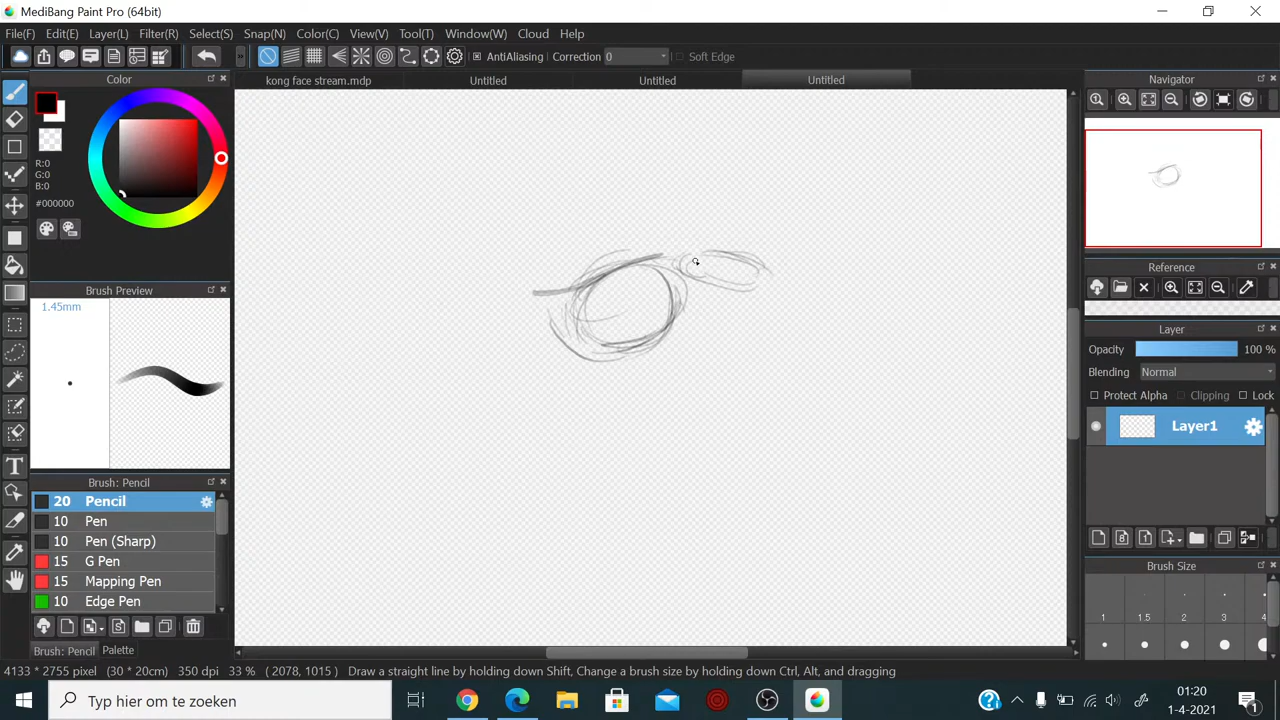 MediBang Paint Pro (64bit)
File(F) Edit(E) Layer(L) Filter(R) Select(S) Snap(N) Color(C) View(V) Tool(T) Window(W) Cloud Help
AntiAliasing Correction 0 Soft Edge
Color
kong face stream.mdp Untitled Untitled Untitled
Navigator
R:0
G:0
B:0
#000000
Reference
Brush Preview
1.45mm
Layer
Opacity 100 %
Blending Normal
Protect Alpha Clipping Lock
Layer1
Brush: Pencil
20 Pencil
10 Pen
10 Pen (Sharp)
15 G Pen
15 Mapping Pen
10 Edge Pen
Brush Size
1 1.5 2 3 4
Brush: Pencil Palette
4133 * 2755 pixel (30 * 20cm) 350 dpi 33 % ( 2078, 1015 ) Draw a straight line by holding down Shift, Change a brush size by holding down Ctrl, Alt, and dragging
Typ hier om te zoeken
01:20
1-4-2021
1